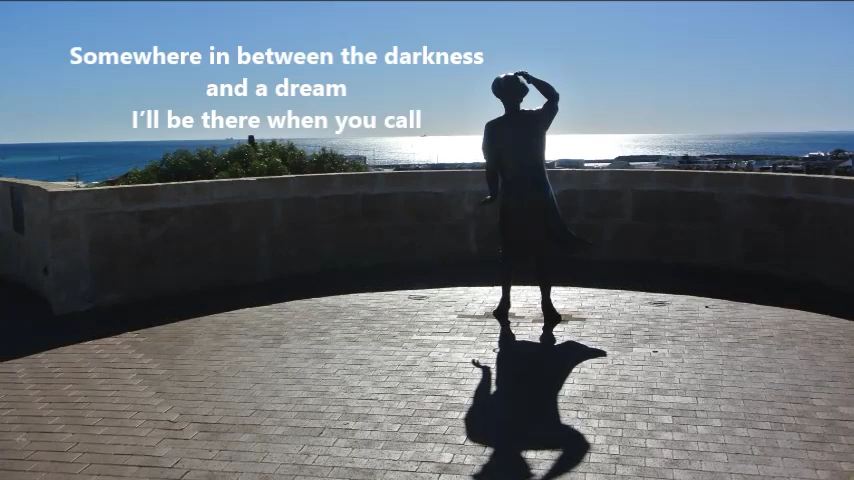 Somewhere in between the darkness
and a dream
I’ll be there when you call